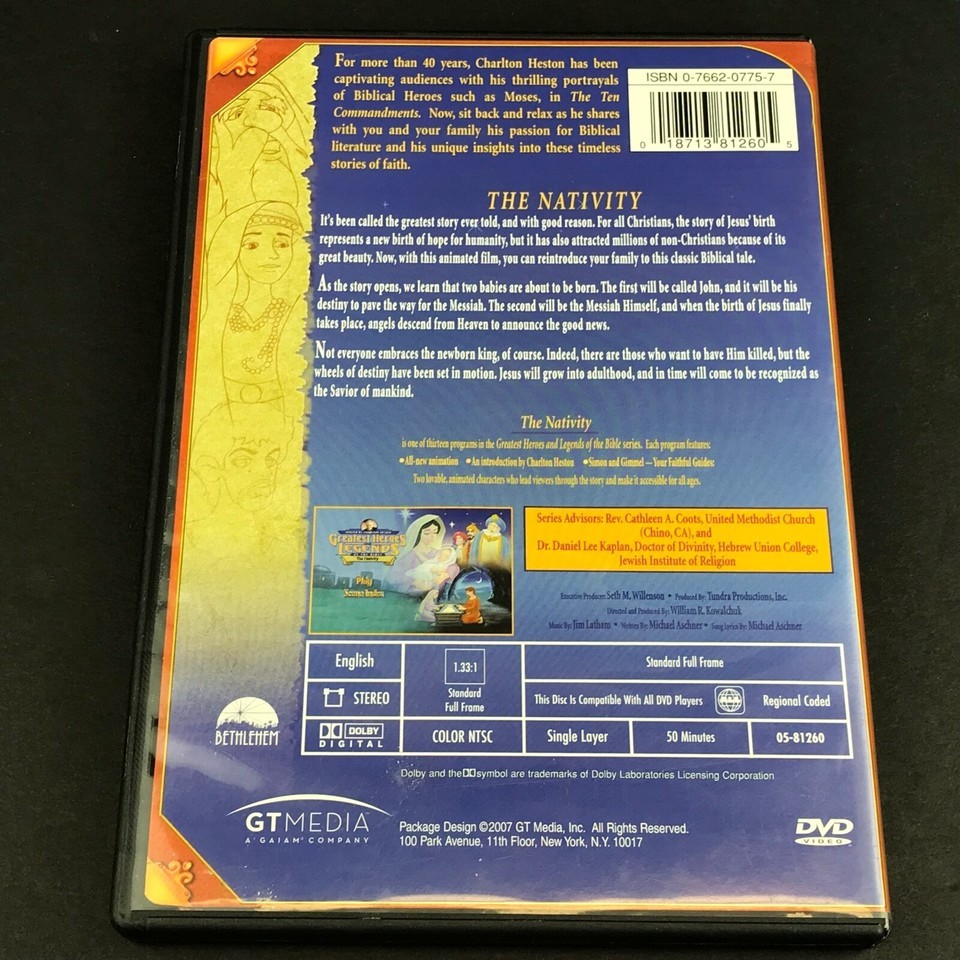 For more than 40 years, Charlton Heston has been
captivating audiences with his thrilling portrayals
of Biblical Heroes such as Moses, in The Ten
Commandments. Now, sit back and relax as he shares
with you and your family his passion for Biblical
literature and his unique insights into these timeless
stories of faith.
ISBN 0-7662-0775-7
0 18713 81260 5
THE NATIVITY
It's been called the greatest story ever told, and with good reason. For all Christians, the story of Jesus' birth
represents a new birth of hope for humanity, but it has also attracted millions of non-Christians because of its
great beauty. Now, with this animated film, you can reintroduce your family to this classic Biblical tale.
As the story opens, we learn that two babies are about to be born. The first will be called John, and it will be his
destiny to pave the way for the Messiah. The second will be the Messiah Himself, and when the birth of Jesus finally
takes place, angels descend from Heaven to announce the good news.
Not everyone embraces the newborn king, of course. Indeed, there are those who want to have Him killed, but the
wheels of destiny have been set in motion. Jesus will grow into adulthood, and in time will come to be recognized as
the Savior of mankind.
The Nativity
is one of thirteen programs in the Greatest Heroes and Legends of the Bible series. Each program features:
•All-new animation •An introduction by Charlton Heston •Simon and Gimmel — Your Faithful Guides:
Two lovable, animated characters who lead viewers through the story and make it accessible for all ages.
Greatest Heroes
LEGENDS
OF THE BIBLE
The Nativity
Play
Scene Index
Series Advisors: Rev. Cathleen A. Coots, United Methodist Church
(Chino, CA), and
Dr. Daniel Lee Kaplan, Doctor of Divinity, Hebrew Union College,
Jewish Institute of Religion
Executive Producer: Seth M. Willenson • Produced By: Tundra Productions, Inc.
Directed and Produced By: William R. Kowalchuk
Music By: Jim Latham • Written By: Michael Aschner • Song Lyrics By: Michael Aschner
English
1.33:1
Standard
Full Frame
Standard Full Frame
STEREO
This Disc Is Compatible With All DVD Players
Regional Coded
DOLBY
DIGITAL
COLOR NTSC
Single Layer
50 Minutes
05-81260
BETHLEHEM
Dolby and the symbol are trademarks of Dolby Laboratories Licensing Corporation
GTMEDIA
A GAIAM COMPANY
Package Design ©2007 GT Media, Inc. All Rights Reserved.
100 Park Avenue, 11th Floor, New York, N.Y. 10017
DVD
VIDEO